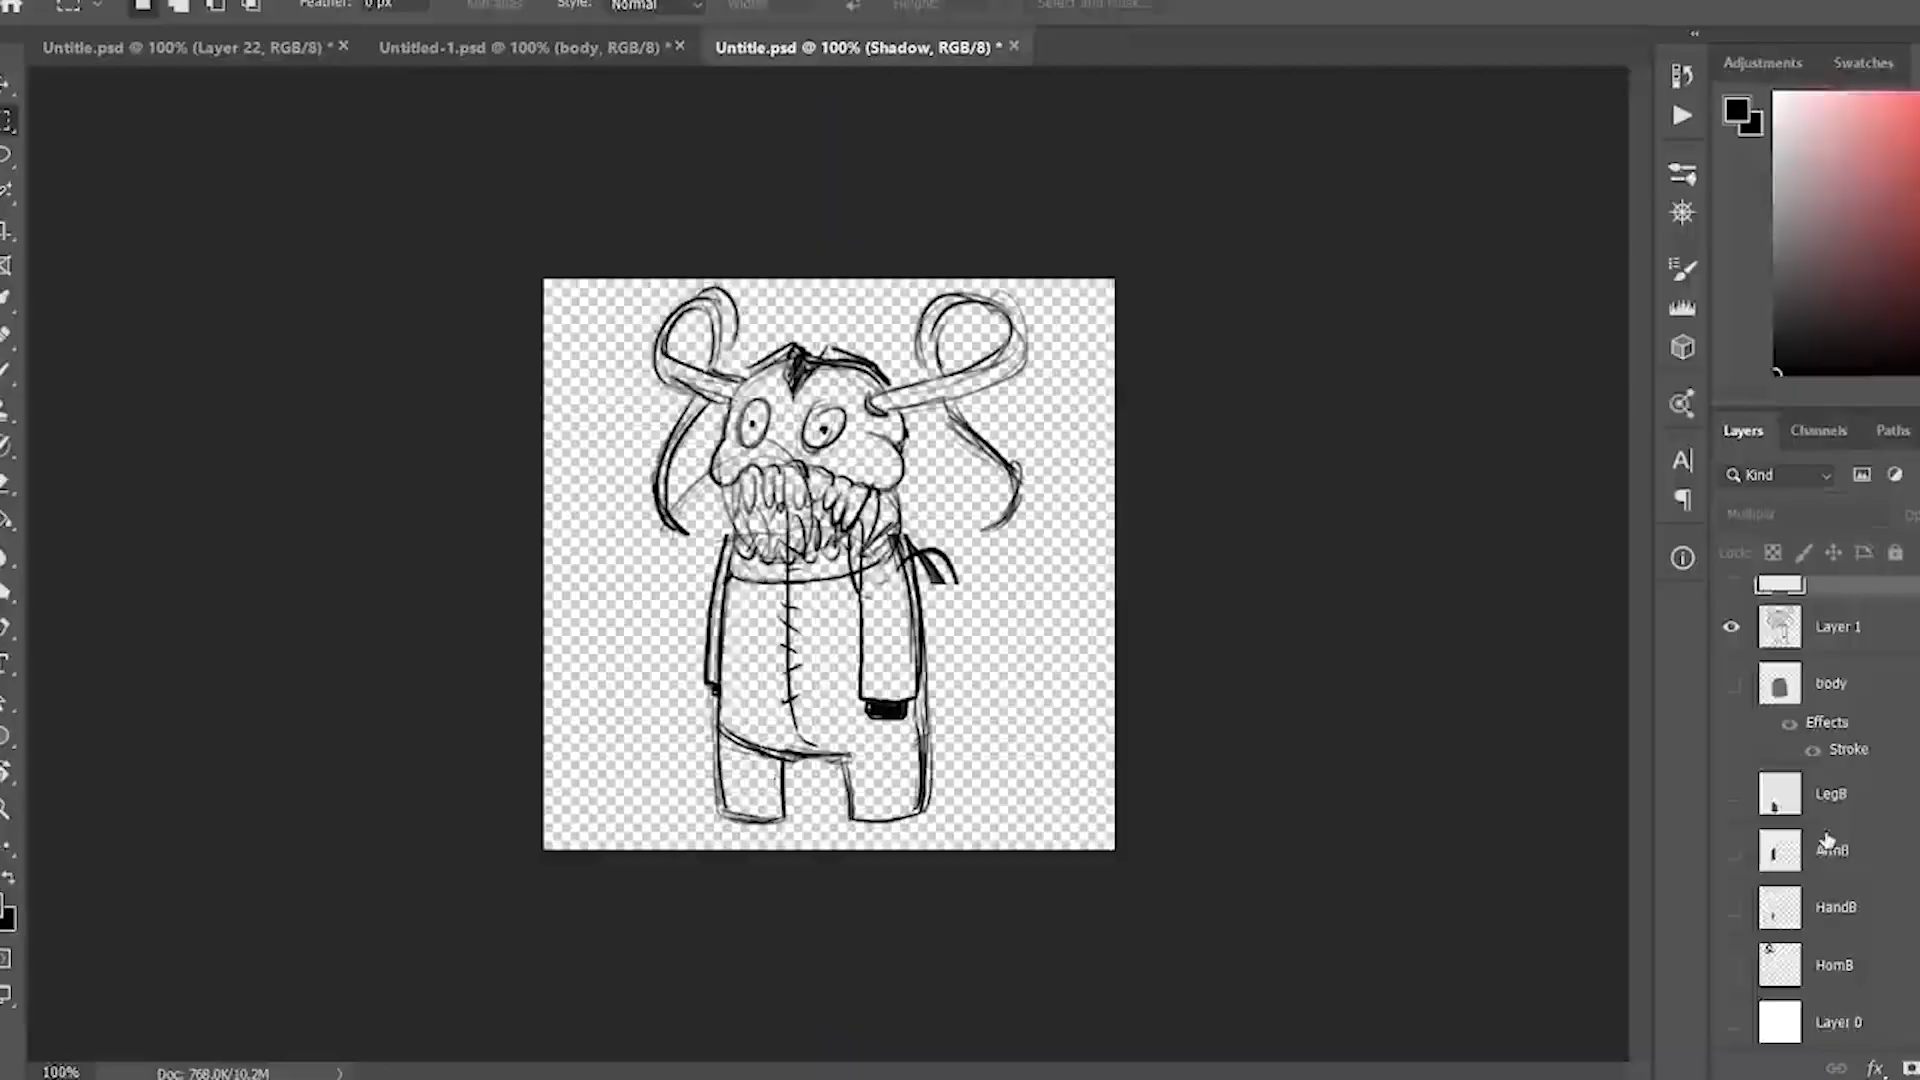 Feather: 0 px Style: Normal Width: Height: Select and Mask...
Untitle.psd @ 100% (Layer 22, RGB/8) * Untitled-1.psd @ 100% (body, RGB/8) * Untitle.psd @ 100% (Shadow, RGB/8) *
Adjustments Swatches
Layers Channels Paths
Kind
Multiply Op
Lock:
Layer 1
body
Effects
Stroke
LegB
ArmB
HandB
Layer 0
100% Doc: 768.0K/10.2M
fx